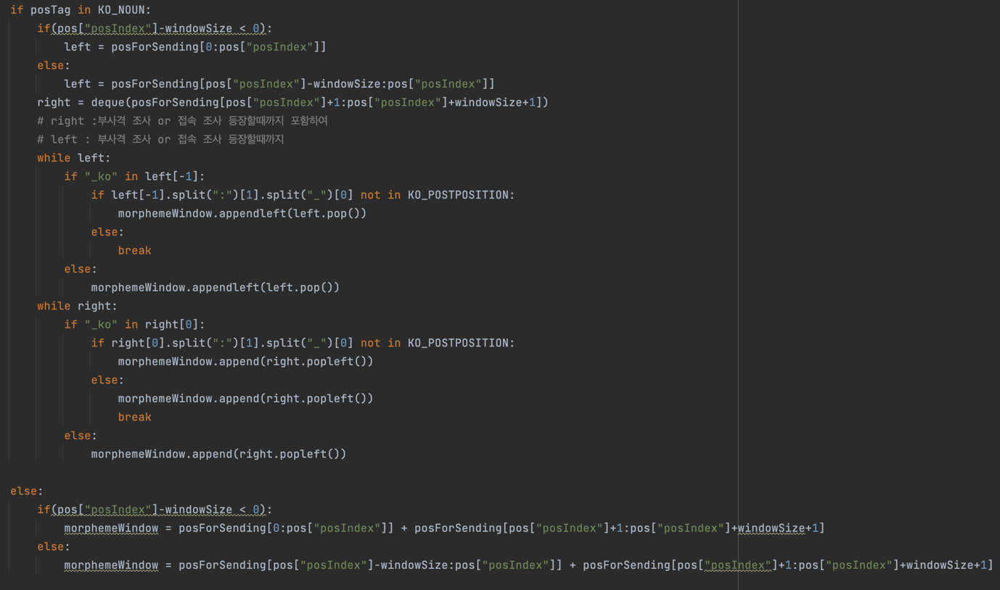 if posTag in KO_NOUN:
    if(pos["posIndex"]-windowSize < 0):
        left = posForSending[0:pos["posIndex"]]
    else:
        left = posForSending[pos["posIndex"]-windowSize:pos["posIndex"]]
    right = deque(posForSending[pos["posIndex"]+1:pos["posIndex"]+windowSize+1])
    # right :부사격 조사 or 접속 조사 등장할때까지 포함하여
    # left : 부사격 조사 or 접속 조사 등장할때까지
    while left:
        if "_ko" in left[-1]:
            if left[-1].split(":")[1].split("_")[0] not in KO_POSTPOSITION:
                morphemeWindow.appendleft(left.pop())
            else:
                break
        else:
            morphemeWindow.appendleft(left.pop())
    while right:
        if "_ko" in right[0]:
            if right[0].split(":")[1].split("_")[0] not in KO_POSTPOSITION:
                morphemeWindow.append(right.popleft())
            else:
                morphemeWindow.append(right.popleft())
                break
        else:
            morphemeWindow.append(right.popleft())

else:
    if(pos["posIndex"]-windowSize < 0):
        morphemeWindow = posForSending[0:pos["posIndex"]] + posForSending[pos["posIndex"]+1:pos["posIndex"]+windowSize+1]
    else:
        morphemeWindow = posForSending[pos["posIndex"]-windowSize:pos["posIndex"]] + posForSending[pos["posIndex"]+1:pos["posIndex"]+windowSize+1]